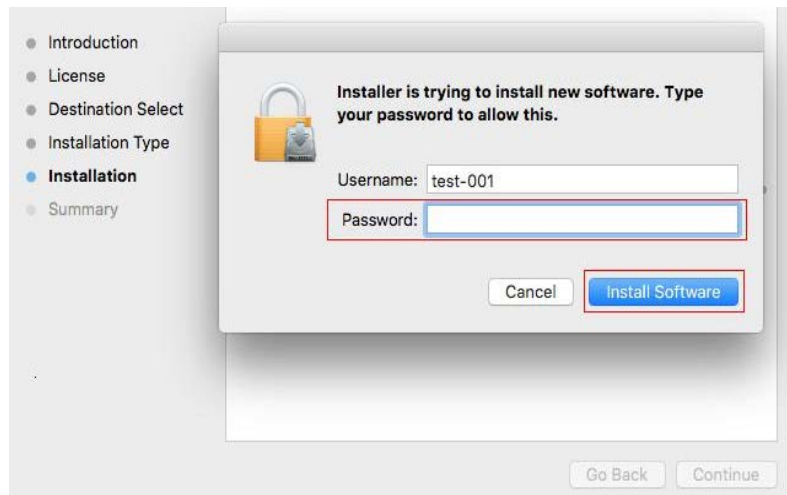 Introduction
License
Destination Select
Installation Type
Installation
Summary
Installer is trying to install new software. Type
your password to allow this.
Username: test-001
Password:
Cancel
Install Software
Go Back
Continue